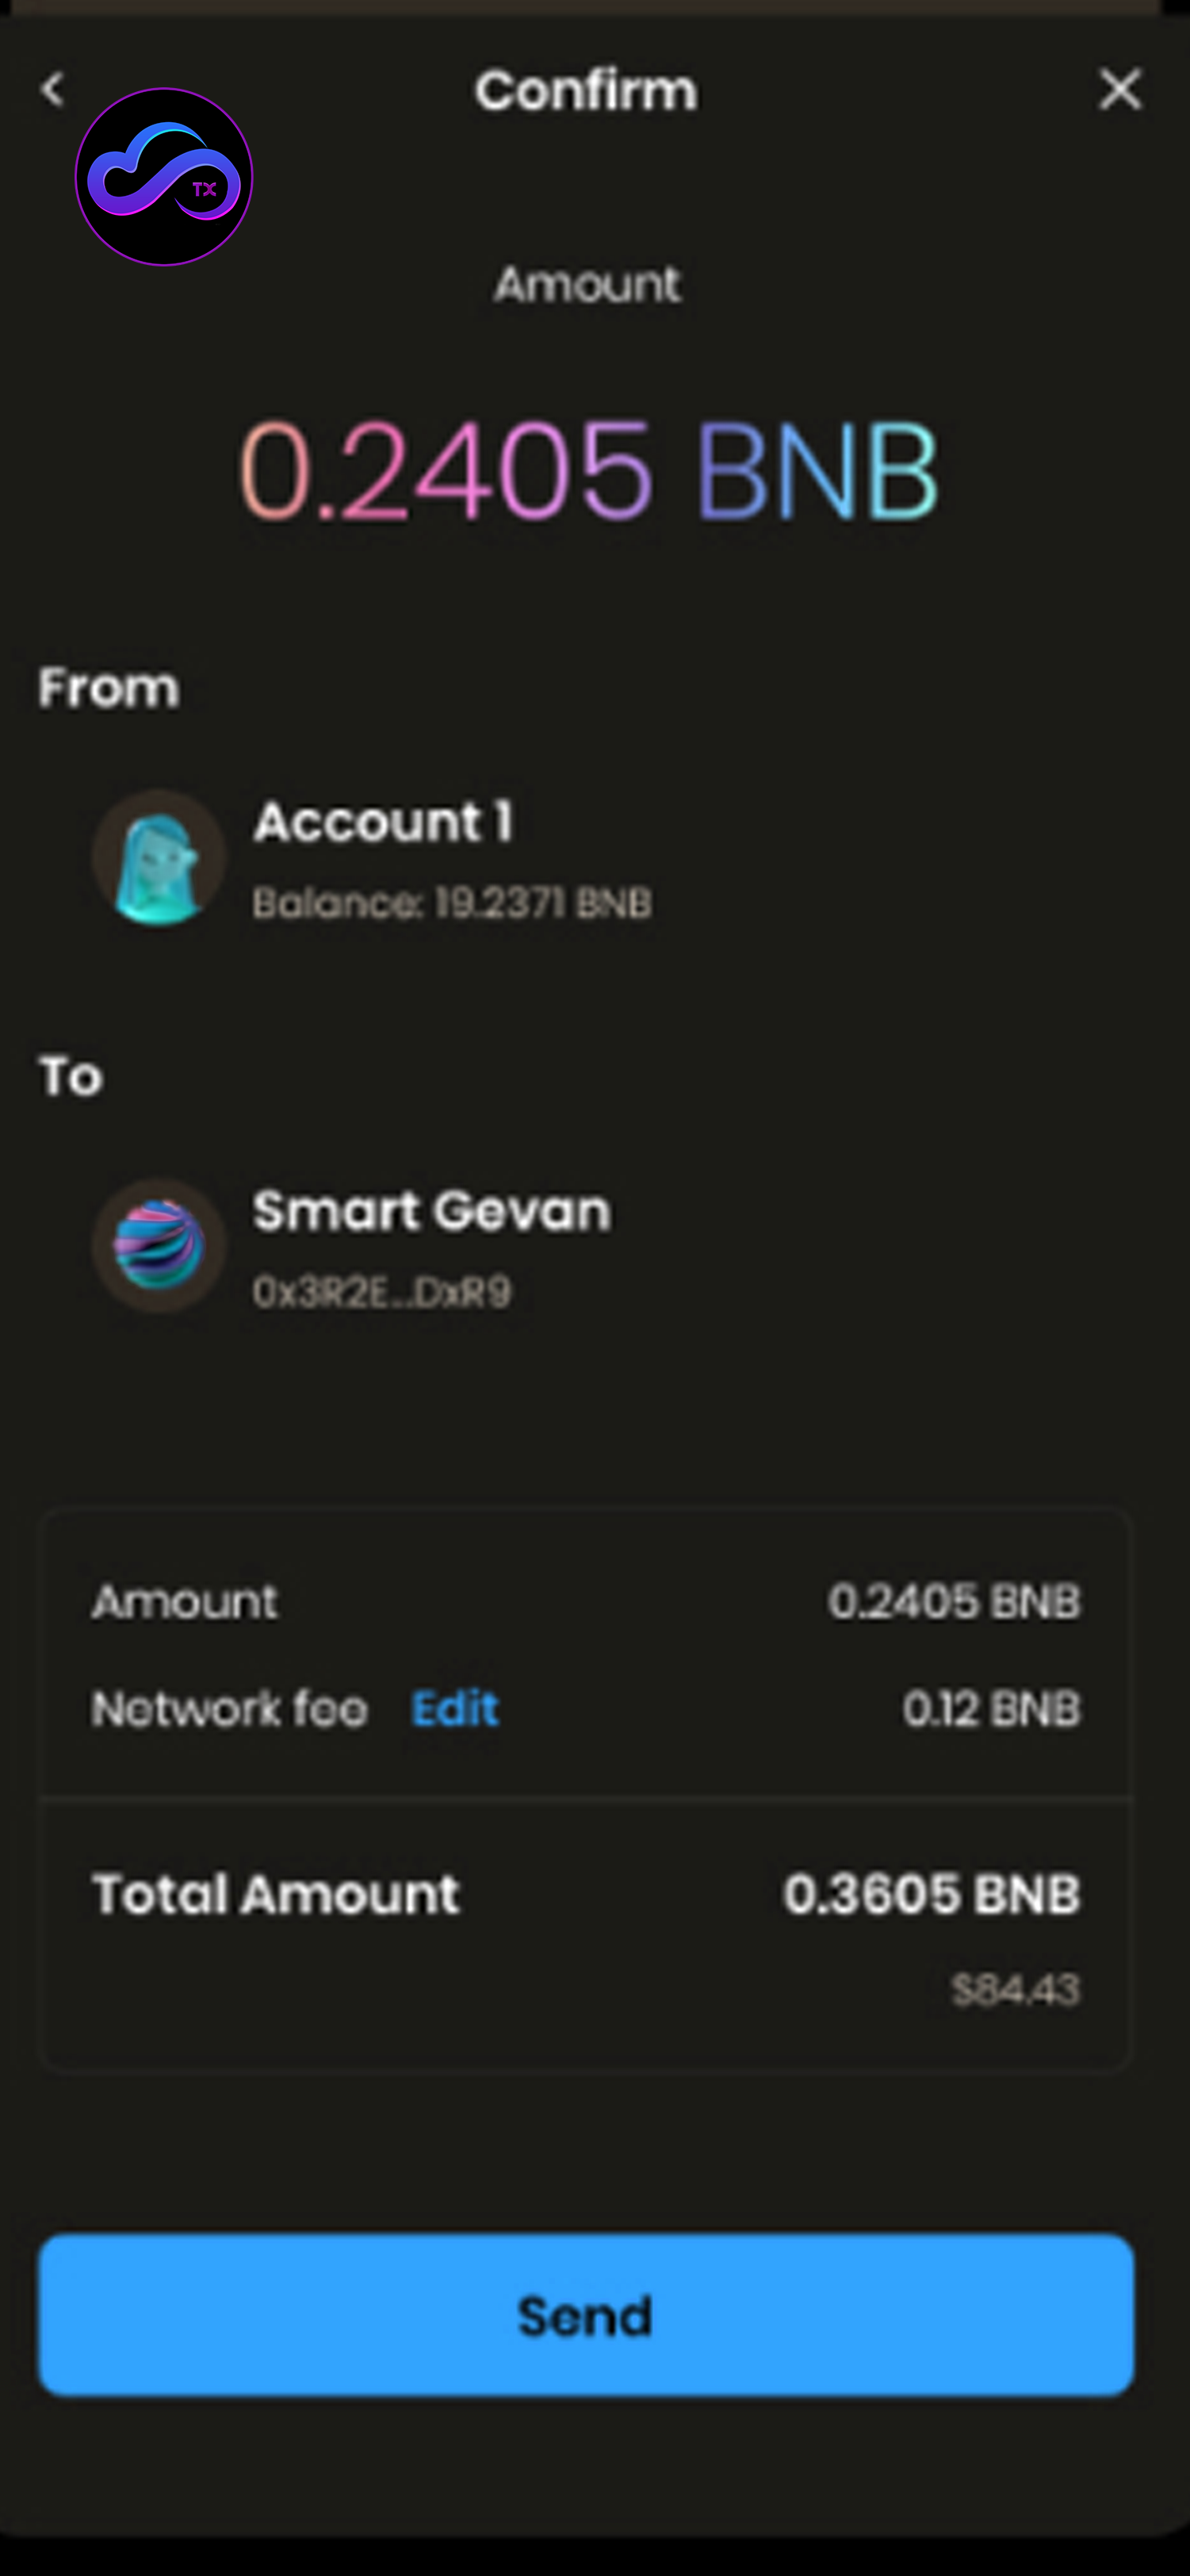 Confirm
TX
Amount
0.2405 BNB
From
Account 1
Balance: 19.2371 BNB
To
Smart Gevan
0x3R2E...DxR9
Amount 0.2405 BNB
Network fee Edit 0.12 BNB
Total Amount 0.3605 BNB
$84.43
Send